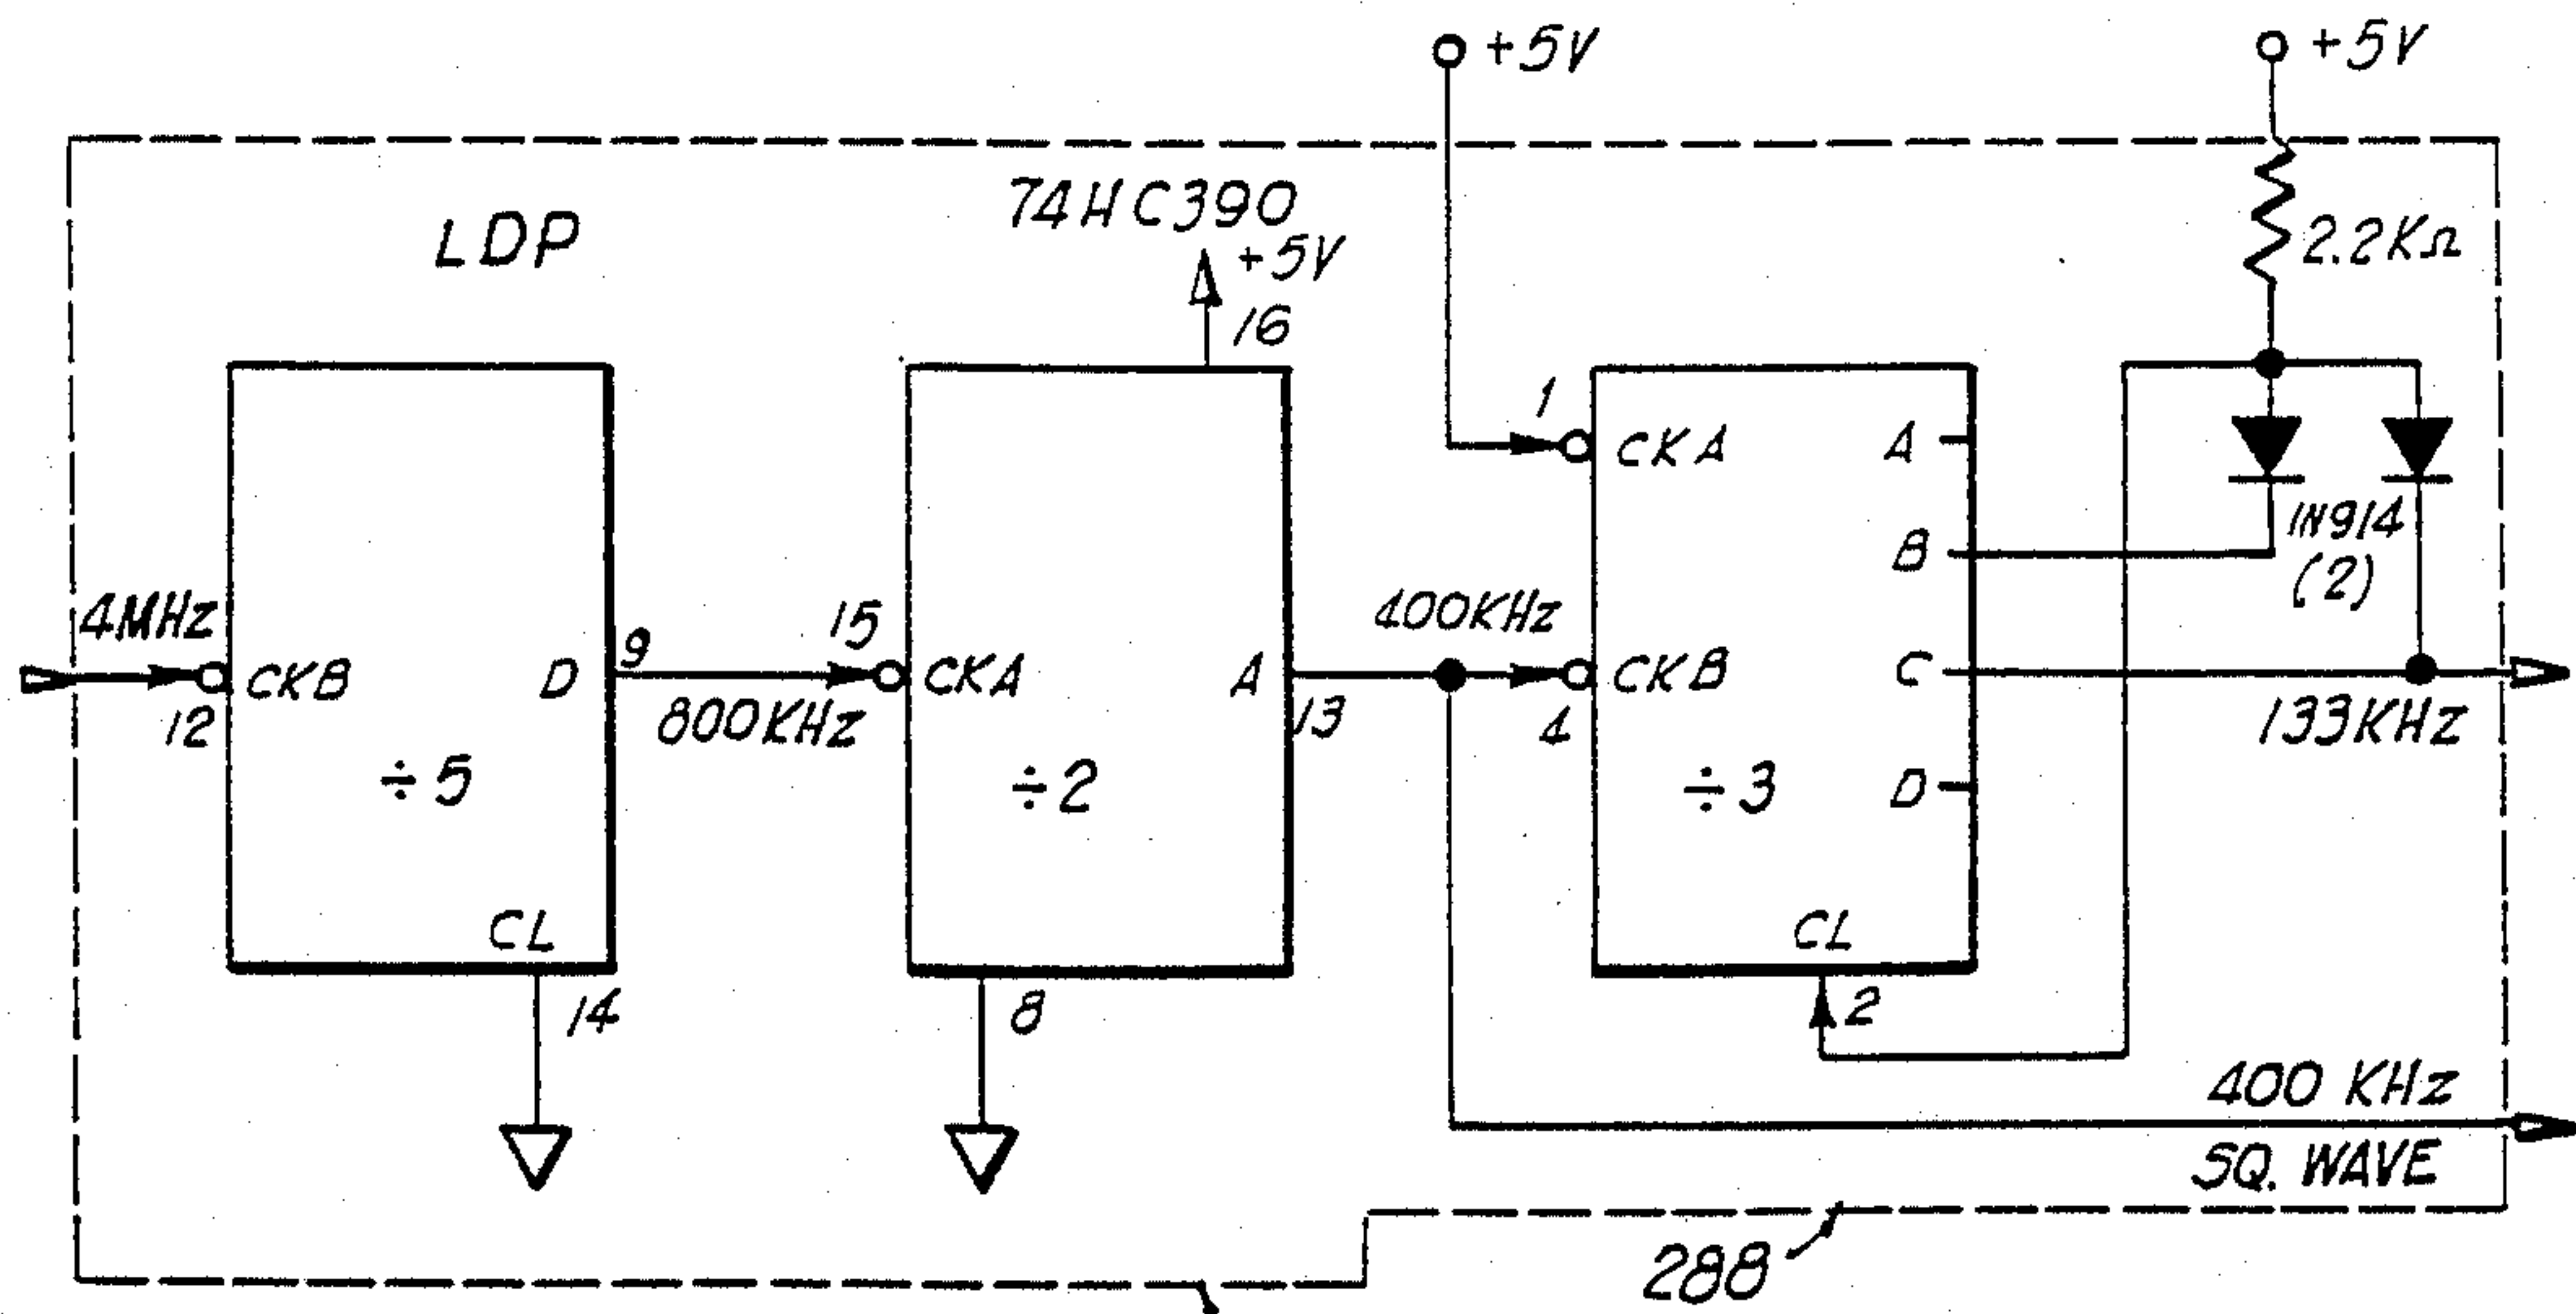 +5V
+5V
LDP
74HC390
+5V
16
2.2KΩ
1
CKA
A
B
1N914
(2)
4MHz
12
CKB
D
9
800KHz
15
CKA
A
13
400KHz
4
CKB
C
133KHz
D
÷5
÷2
÷3
CL
14
8
CL
2
400 KHz
SQ. WAVE
288